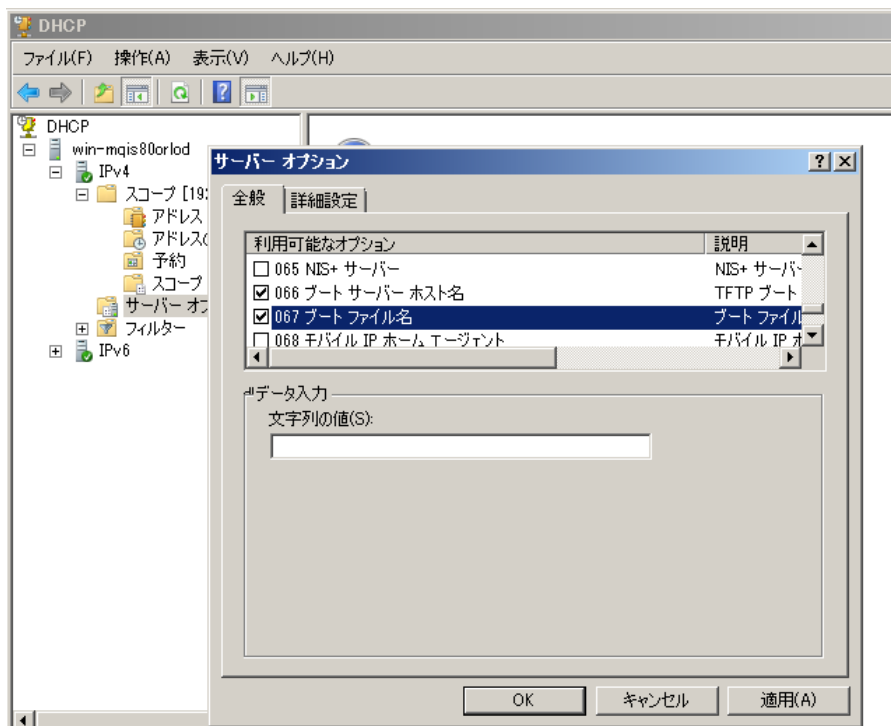 DHCP
ファイル(F) 操作(A) 表示(V) ヘルプ(H)
DHCP
win-mqis80orlod
IPv4
スコープ [192
アドレス
アドレス(
予約
スコープ
サーバー オプ
フィルター
IPv6
サーバー オプション
全般 詳細設定
利用可能なオプション 説明
065 NIS+ サーバー NIS+ サーバ
066 ブート サーバー ホスト名 TFTP ブート
067 ブート ファイル名 ブート ファイル
068 モバイル IP ホーム エージェント モバイル IP ホ
データ入力
文字列の値(S):
OK キャンセル 適用(A)